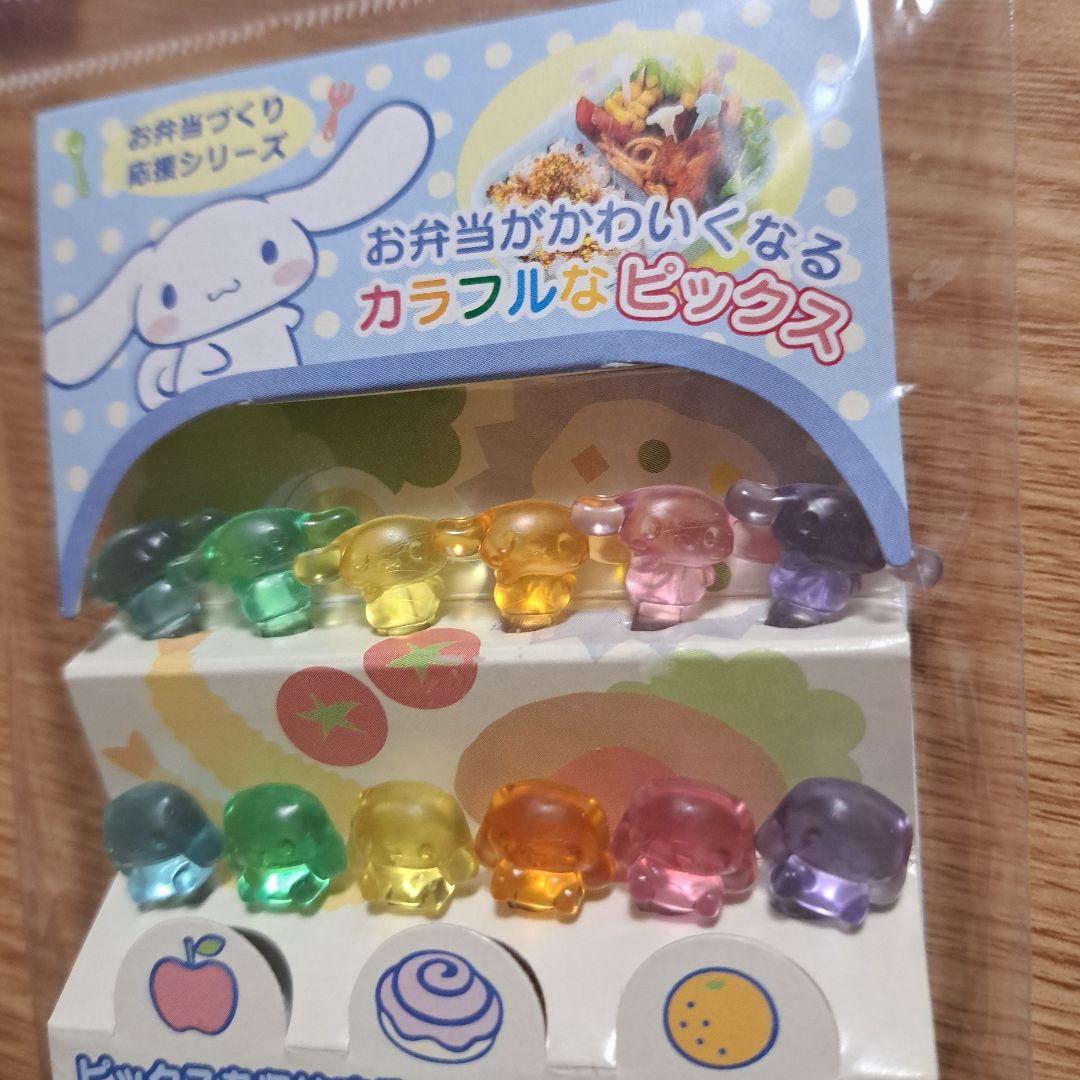 お弁当づくり
応援シリーズ
お弁当がかわいくなる
カラフルなピックス